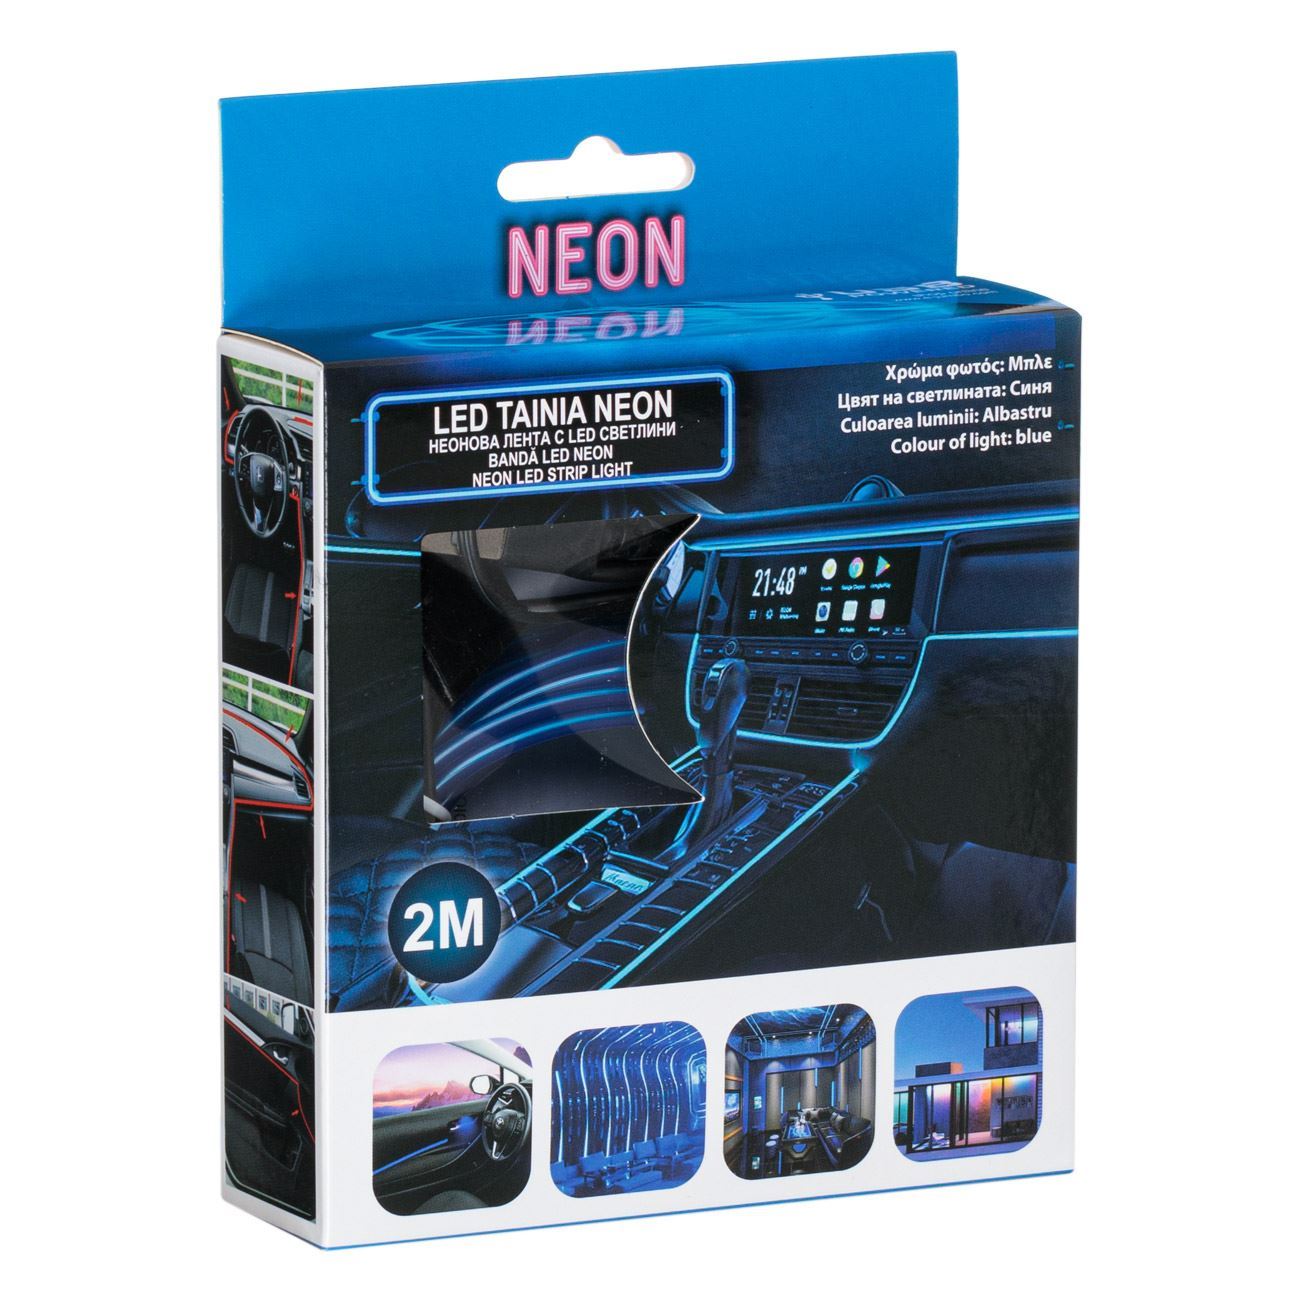 NEON
LED TAINIA NEON
НЕОНОВА ЛЕНТА С LED СВЕТЛИНИ
BANDĂ LED NEON
NEON LED STRIP LIGHT
Χρώμα φωτός: Μπλε
Цвят на светлината: Синя
Culoarea luminii: Albastru
Colour of light: blue
21:48 PM
2M